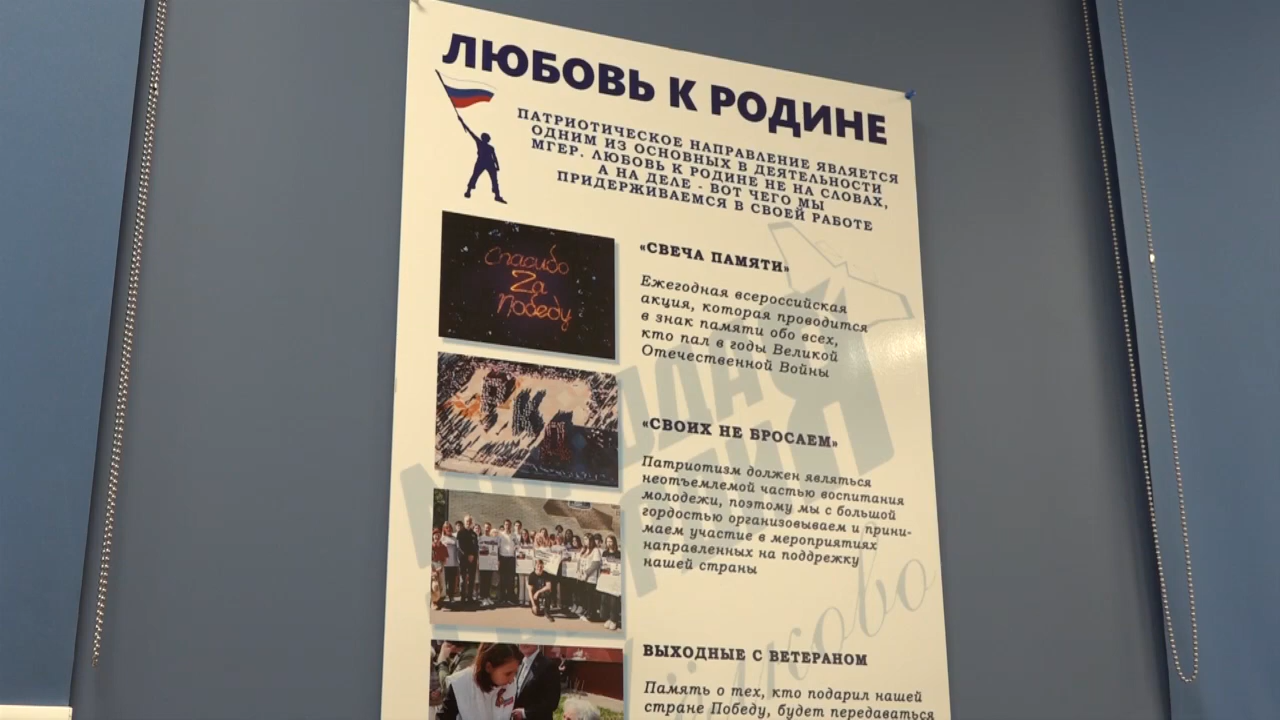 ЛЮБОВЬ К РОДИНЕ
ПАТРИОТИЧЕСКОЕ НАПРАВЛЕНИЕ ЯВЛЯЕТСЯ
ОДНИМ ИЗ ОСНОВНЫХ В ДЕЯТЕЛЬНОСТИ
МГЕР. ЛЮБОВЬ К РОДИНЕ НЕ НА СЛОВАХ,
А НА ДЕЛЕ - ВОТ ЧЕГО МЫ
ПРИДЕРЖИВАЕМСЯ В СВОЕЙ РАБОТЕ
Спасибо
Zа
Победу
«СВЕЧА ПАМЯТИ»
Ежегодная всероссийская
акция, которая проводится
в знак памяти обо всех,
кто пал в годы Великой
Отечественной Войны
«СВОИХ НЕ БРОСАЕМ»
Патриотизм должен являться
неотъемлемой частью воспитания
молодежи, поэтому мы с большой
гордостью организовываем и прини-
маем участие в мероприятиях
направленных на поддрежку
нашей страны
ВЫХОДНЫЕ С ВЕТЕРАНОМ
Память о тех, кто подарил нашей
стране Победу, будет передаваться